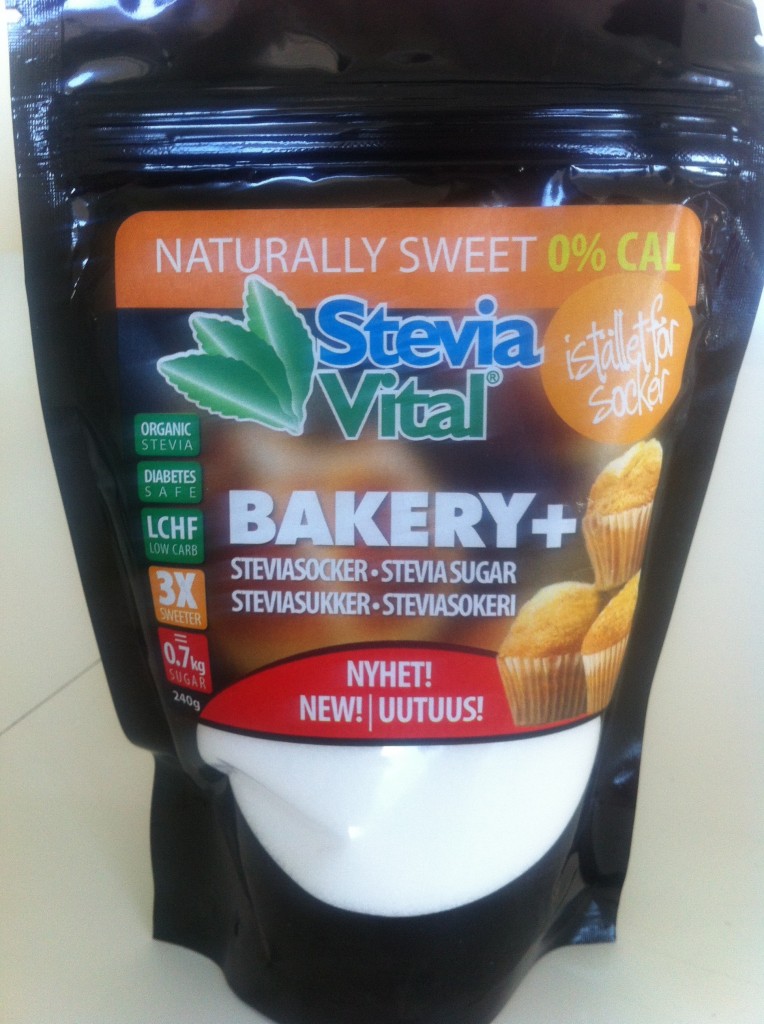 NATURALLY SWEET 0% CAL
Stevia
Vital®
istället för
socker
ORGANIC
STEVIA
DIABETES
SAFE
LCHF
LOW CARB
3X
SWEETER
=
0.7kg
SUGAR
240g
BAKERY+
STEVIASOCKER • STEVIA SUGAR
STEVIASUKKER • STEVIASOKERI
NYHET!
NEW! | UUTUUS!